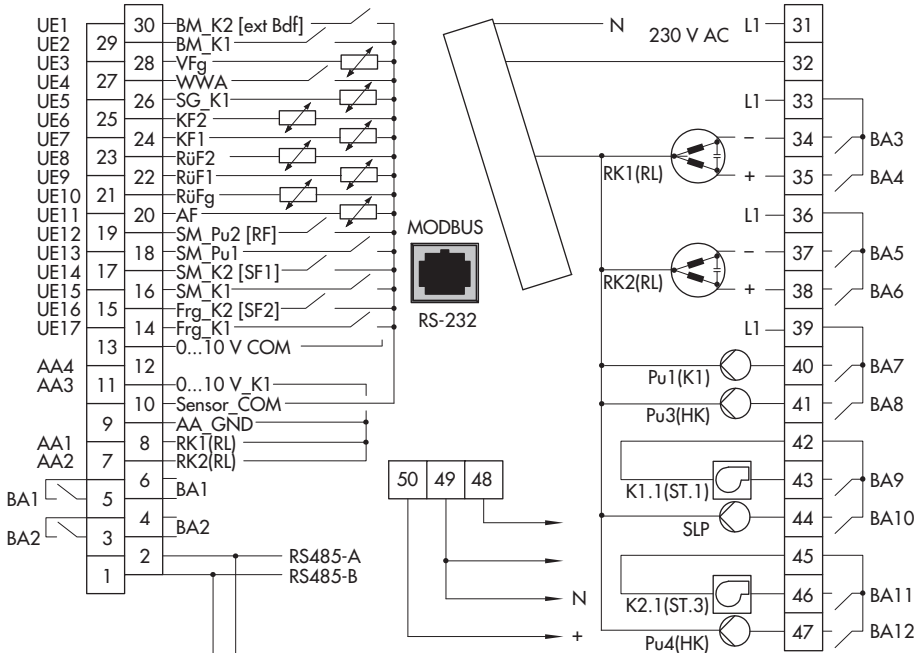 UE1 30 BM_K2 [ext Bdf]
UE2 29 BM_K1
UE3 28 VFg
UE4 27 WWA
UE5 26 SG_K1
UE6 25 KF2
UE7 24 KF1
UE8 23 RüF2
UE9 22 RüF1
UE10 21 RüFg
UE11 20 AF
UE12 19 SM_Pu2 [RF]
UE13 18 SM_Pu1
UE14 17 SM_K2 [SF1]
UE15 16 SM_K1
UE16 15 Frg_K2 [SF2]
UE17 14 Frg_K1
13 0...10 V COM
AA4 12
AA3 11 0...10 V_K1
10 Sensor_COM
9 AA_GND
AA1 8 RK1(RL)
AA2 7 RK2(RL)
6 BA1
BA1 5
4 BA2
BA2 3
2 RS485-A
1 RS485-B
MODBUS
RS-232
50 49 48
N
+
N 230 V AC L1 31
32
L1 33
RK1(RL) – 34 BA3
+ 35 BA4
L1 36
RK2(RL) – 37 BA5
+ 38 BA6
L1 39
Pu1(K1) 40 BA7
Pu3(HK) 41 BA8
42
K1.1(ST.1) 43 BA9
SLP 44 BA10
45
K2.1(ST.3) 46 BA11
Pu4(HK) 47 BA12